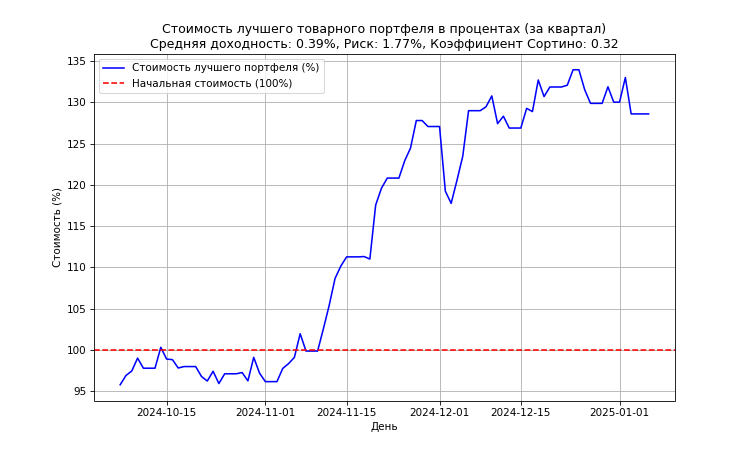 Стоимость лучшего товарного портфеля в процентах (за квартал)
Средняя доходность: 0.39%, Риск: 1.77%, Коэффициент Сортино: 0.32
Стоимость лучшего портфеля (%)
Начальная стоимость (100%)
Стоимость (%)
135
130
125
120
115
110
105
100
95
2024-10-15
2024-11-01
2024-11-15
2024-12-01
2024-12-15
2025-01-01
День